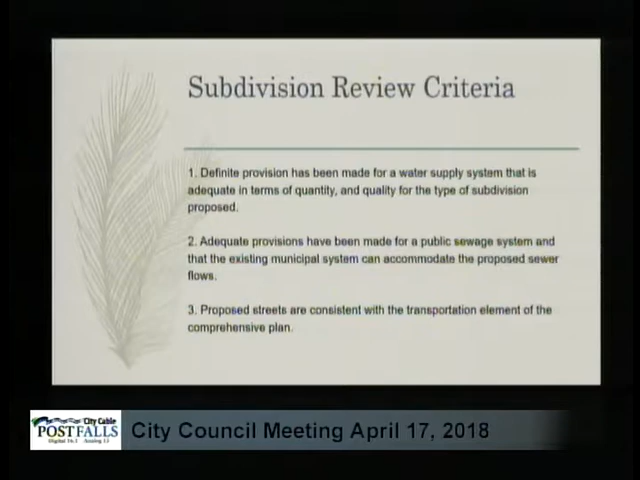 Subdivision Review Criteria
1. Definite provision has been made for a water supply system that is
adequate in terms of quantity, and quality for the type of subdivision
proposed.
2. Adequate provisions have been made for a public sewage system and
that the existing municipal system can accommodate the proposed sewer
flows.
3. Proposed streets are consistent with the transportation element of the
comprehensive plan.
City Cable
POSTFALLS
City Council Meeting April 17, 2018